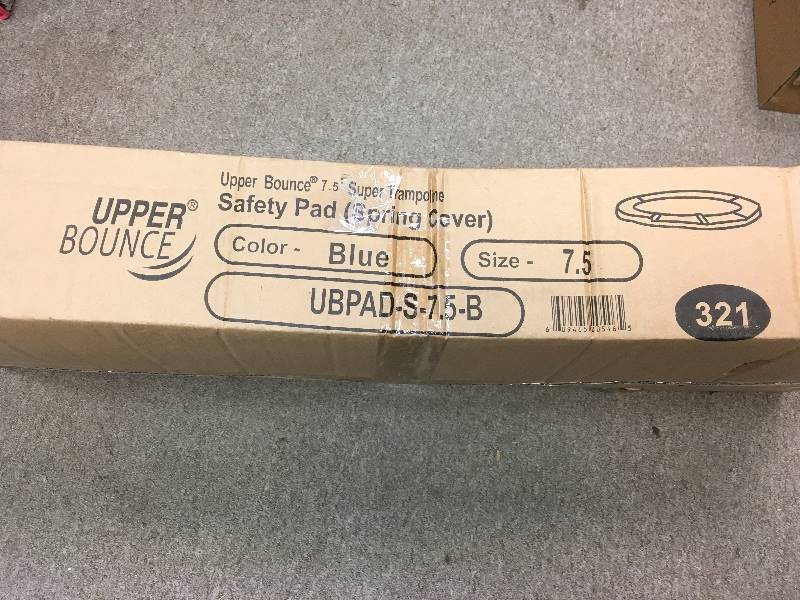 UPPER®
BOUNCE
Upper Bounce® 7.5' Super Trampoline
Safety Pad (Spring Cover)
Color - Blue
Size - 7.5
UBPAD-S-7.5-B
321